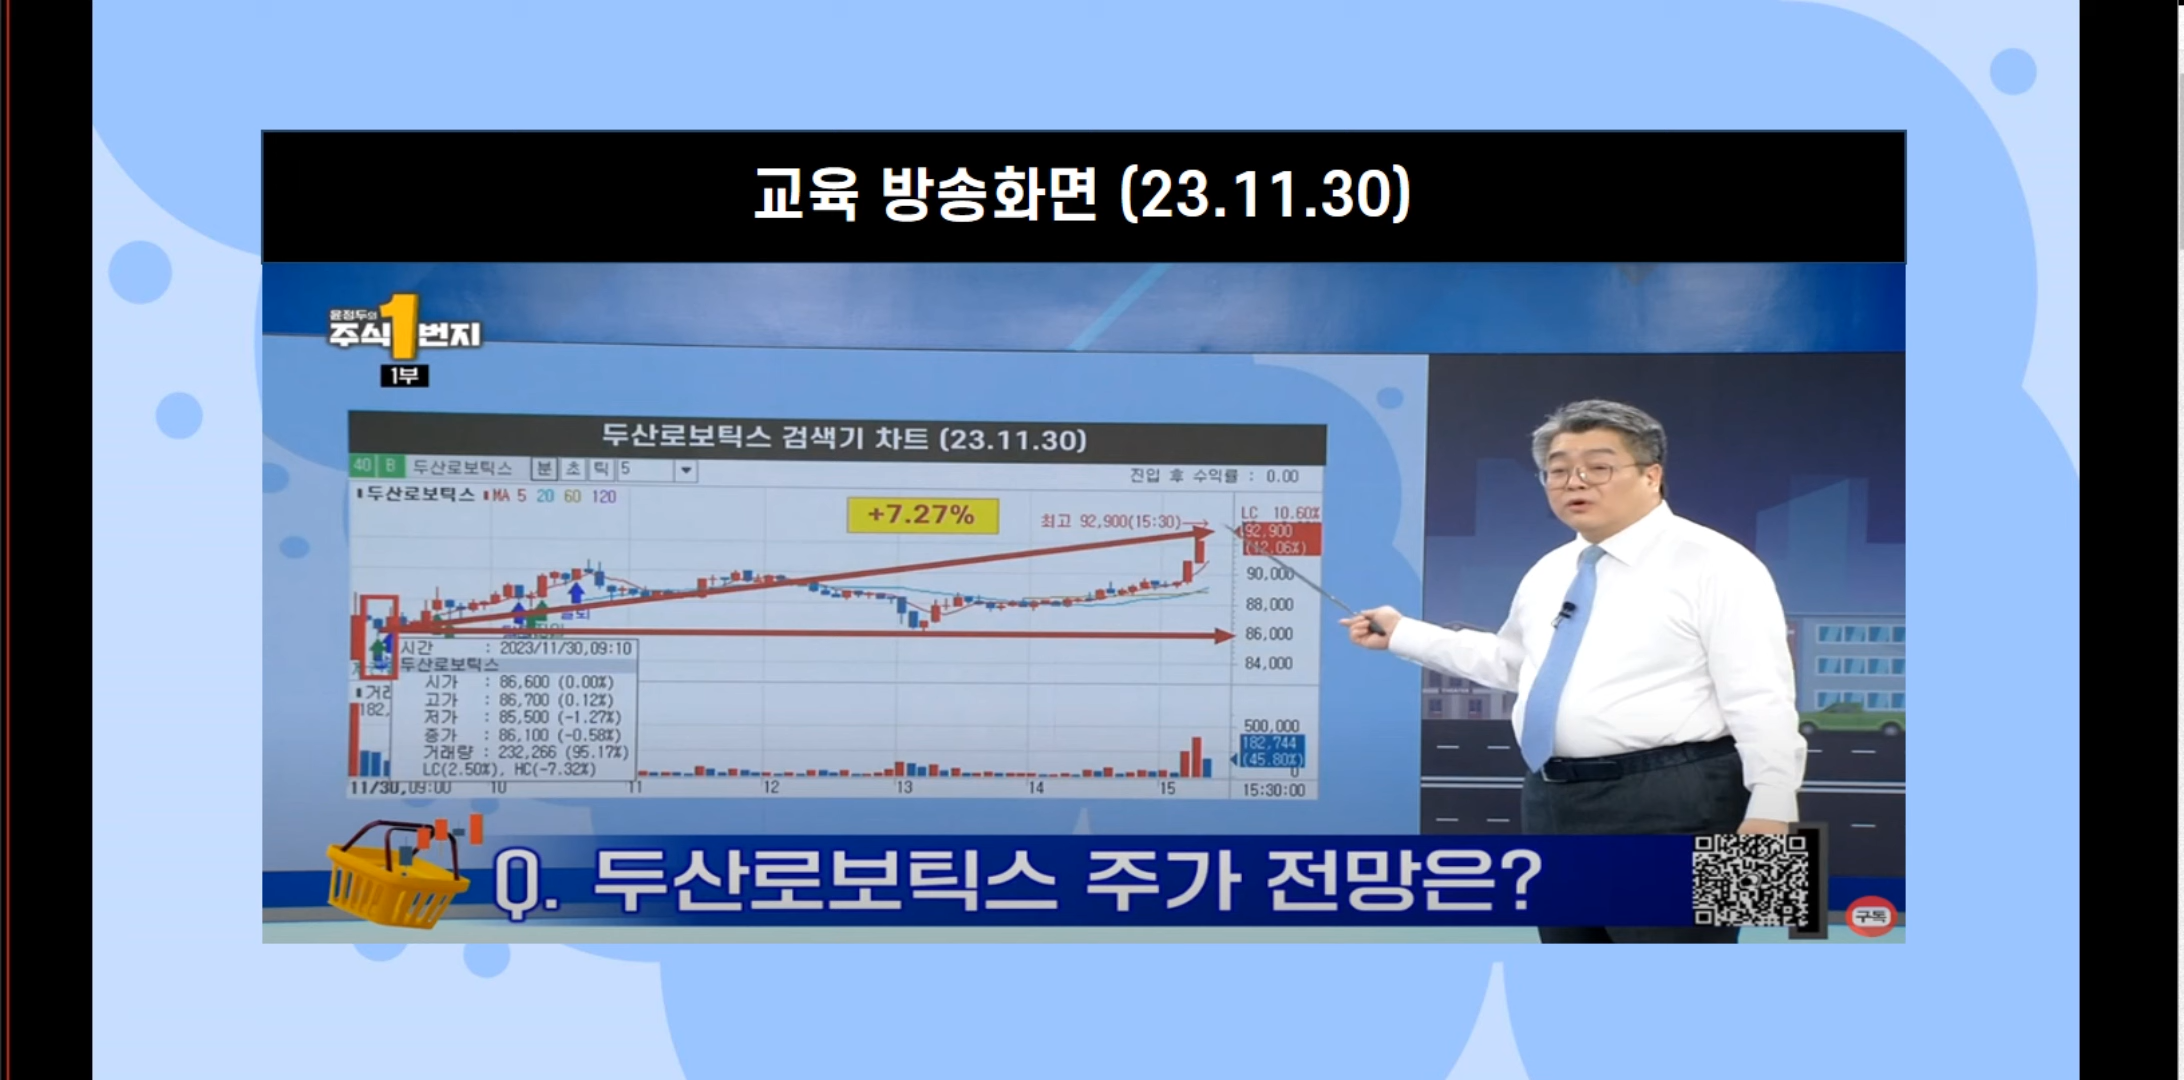 교육 방송화면 (23.11.30)
윤정두의
주식1번지
1부
두산로보틱스 검색기 차트 (23.11.30)
40 B 두산로보틱스 분 초 틱 5
진입 후 수익률 : 0.00
두산로보틱스 MA 5 20 60 120
+7.27%
최고 92,900(15:30)
LC 10.60%
92,900
(12.06%)
90,000
88,000
86,000
84,000
시간 : 2023/11/30,09:10
두산로보틱스
시가 : 86,600 (0.00%)
고가 : 86,700 (0.12%)
저가 : 85,500 (-1.27%)
종가 : 86,100 (-0.58%)
거래량 : 232,266 (95.17%)
LC(2.50%), HC(-7.32%)
182,
500,000
182,744
(45.80%)
0
11/30,09:00 10 11 12 13 14 15 15:30:00
Q. 두산로보틱스 주가 전망은?
구독